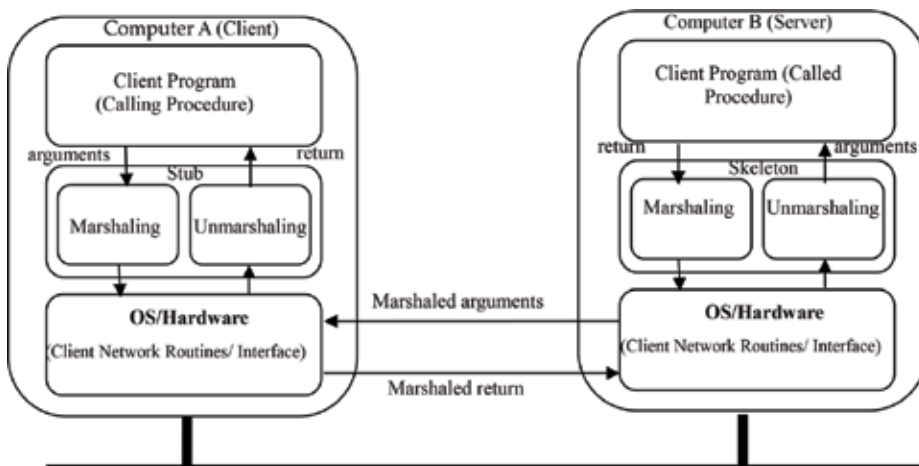 Computer A (Client)
Client Program
(Calling Procedure)
arguments
return
Stub
Marshaling
Unmarshaling
OS/Hardware
(Client Network Routines/ Interface)
Marshaled arguments
Marshaled return
Computer B (Server)
Client Program (Called
Procedure)
return
arguments
Skeleton
Marshaling
Unmarshaling
OS/Hardware
(Client Network Routines/ Interface)